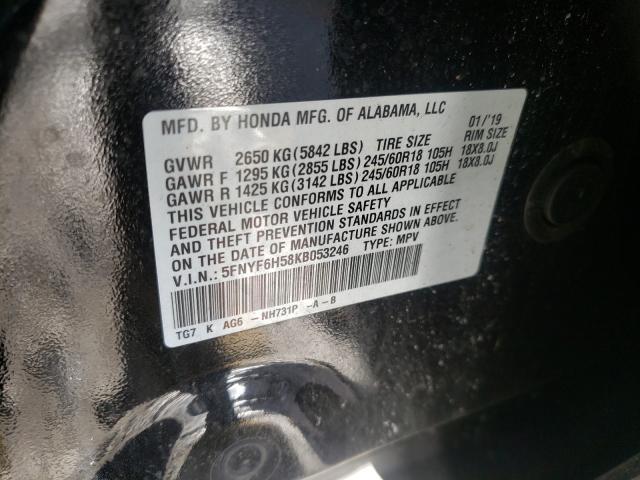 MFD. BY HONDA MFG. OF ALABAMA, LLC 01/'19
GVWR 2650 KG(5842 LBS) TIRE SIZE RIM SIZE
GAWR F 1295 KG(2855 LBS)245/60R18 105H 18X8.0J
GAWR R 1425 KG(3142 LBS)245/60R18 105H 18X8.0J
THIS VEHICLE CONFORMS TO ALL APPLICABLE
FEDERAL MOTOR VEHICLE SAFETY
AND THEFT PREVENTION STANDARDS IN EFFECT
ON THE DATE OF MANUFACTURE SHOWN ABOVE.
V.I.N.: 5FNYF6H58KB053246 TYPE: MPV
TG7 K AG6 -NH731P -A-B